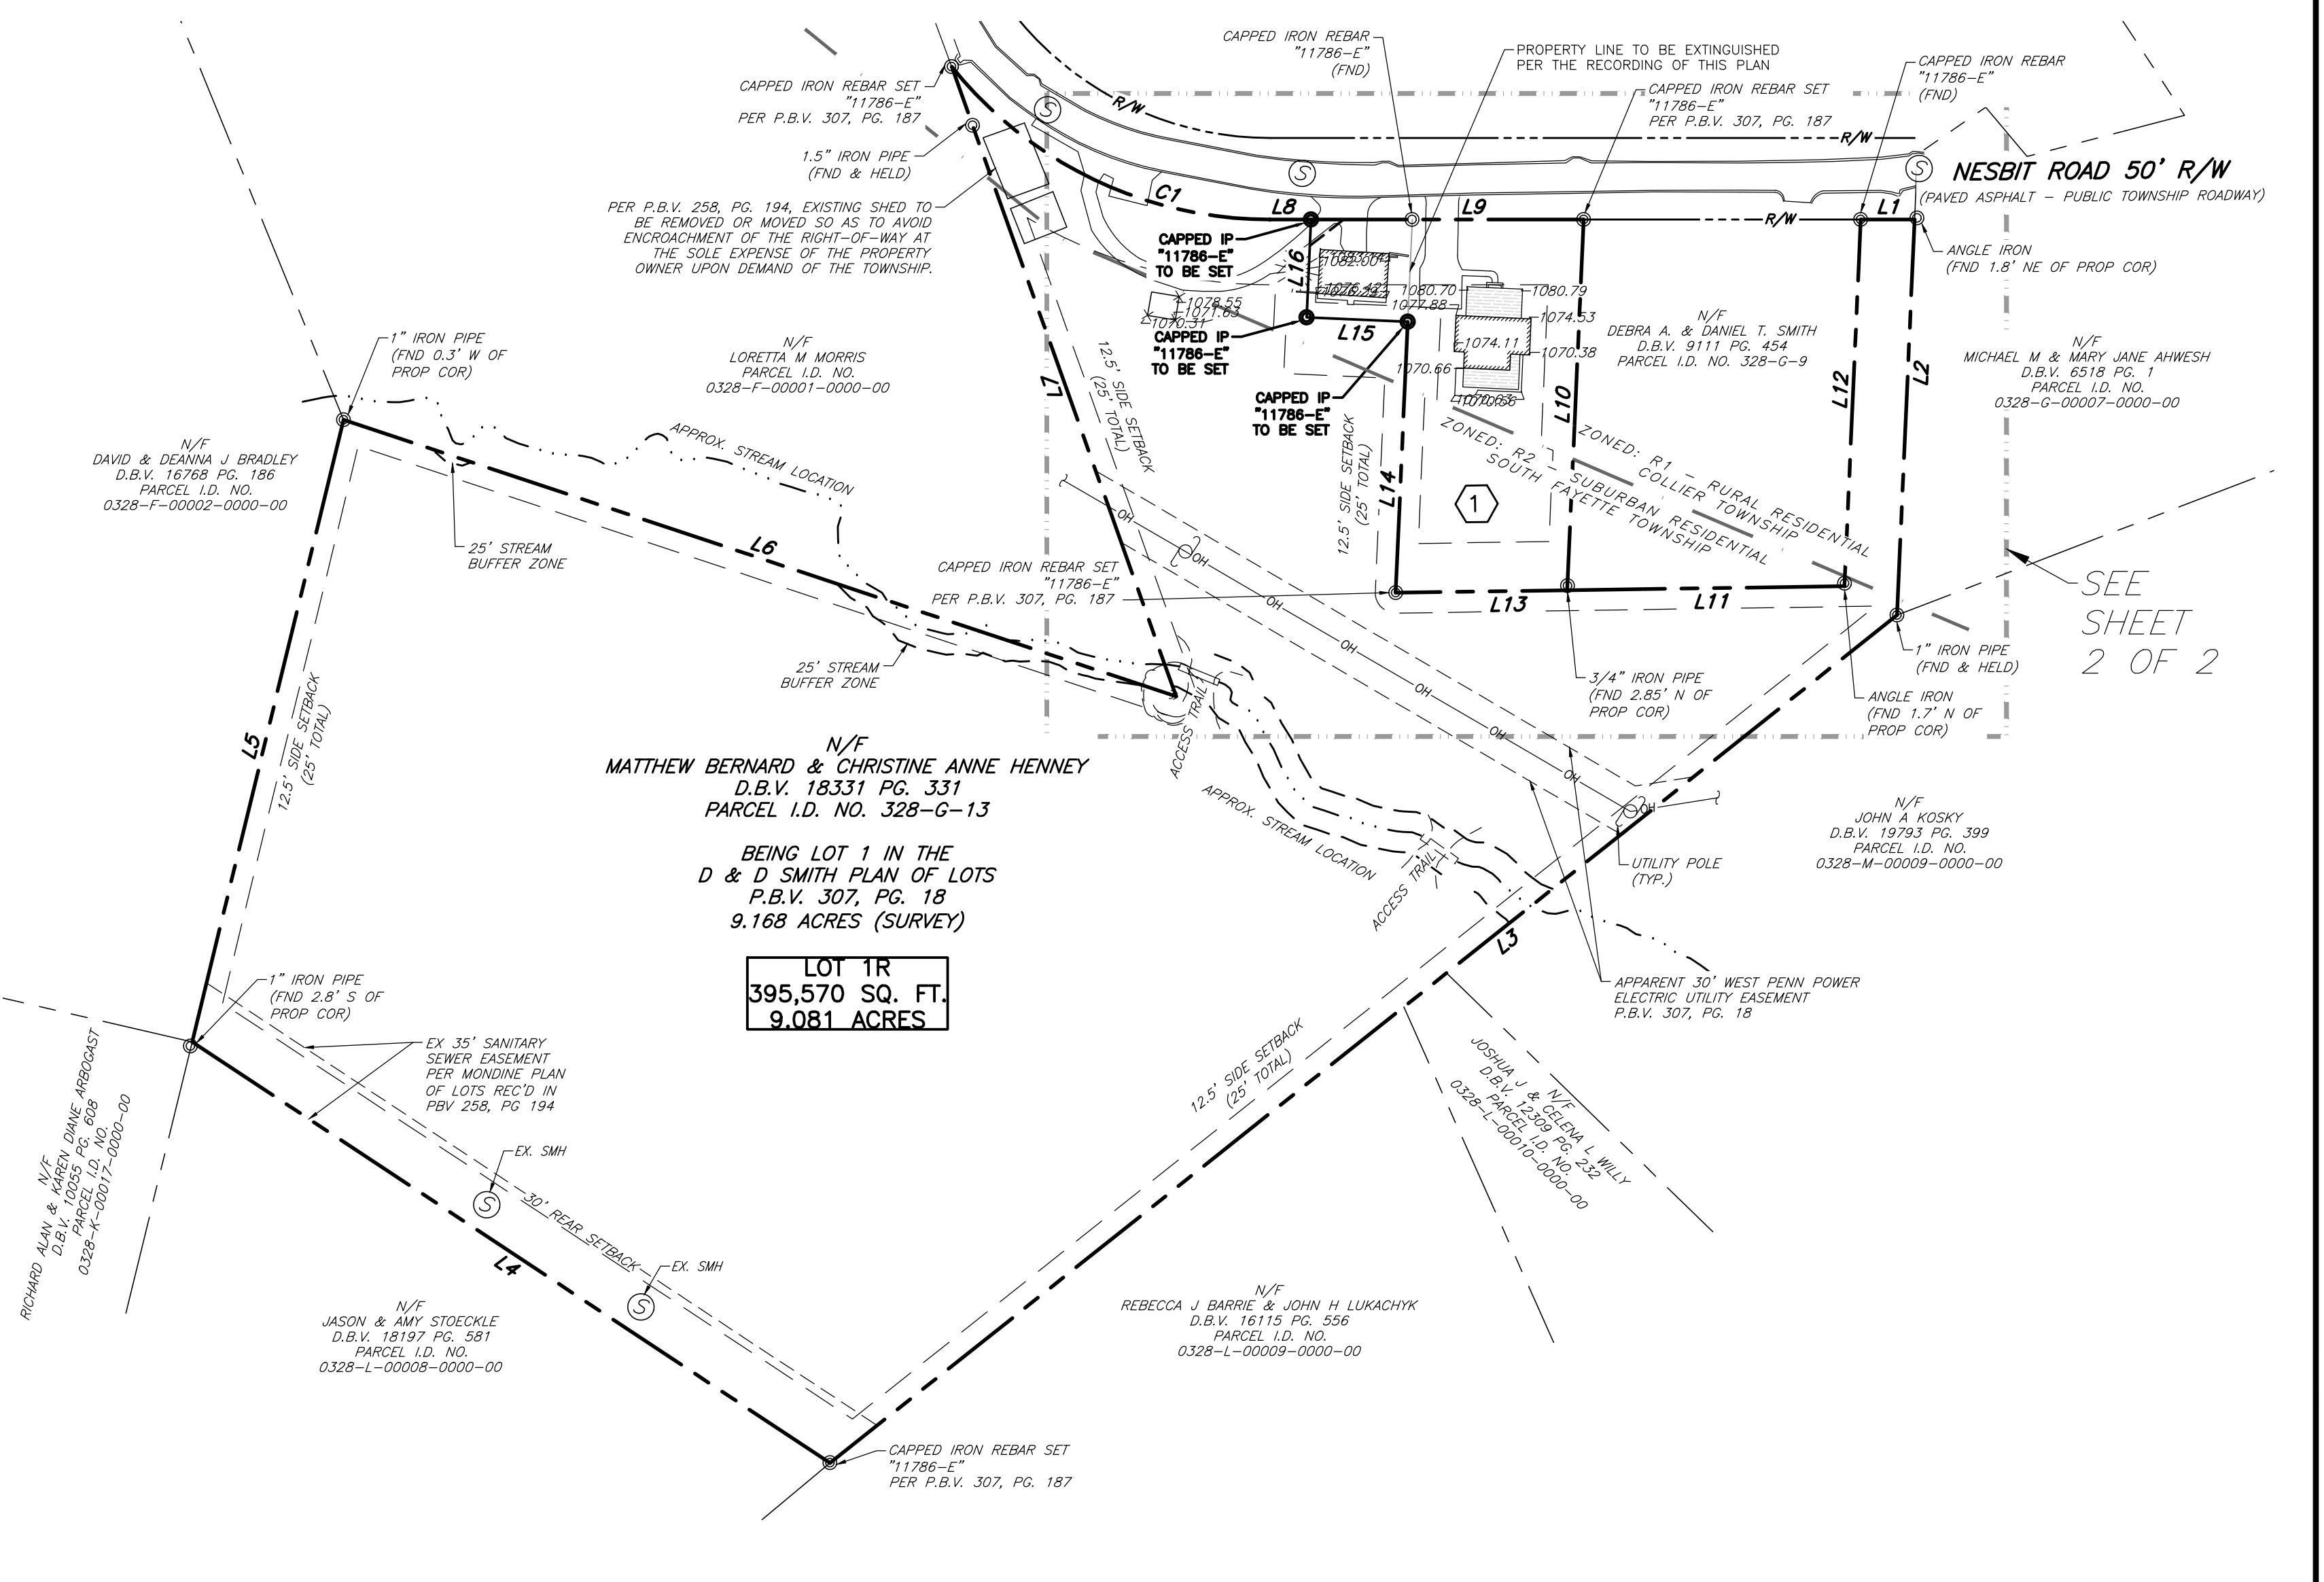 CAPPED IRON REBAR SET
"11786-E"
PER P.B.V. 307, PG. 187
1.5" IRON PIPE
(FND & HELD)
PER P.B.V. 258, PG. 194, EXISTING SHED TO
BE REMOVED OR MOVED SO AS TO AVOID
ENCROACHMENT OF THE RIGHT-OF-WAY AT
THE SOLE EXPENSE OF THE PROPERTY
OWNER UPON DEMAND OF THE TOWNSHIP.
CAPPED IRON REBAR
"11786-E"
(FND)
PROPERTY LINE TO BE EXTINGUISHED
PER THE RECORDING OF THIS PLAN
CAPPED IRON REBAR SET
"11786-E"
PER P.B.V. 307, PG. 187
CAPPED IRON REBAR
"11786-E"
(FND)
R/W
R/W
R/W
S
S
S
NESBIT ROAD 50' R/W
(PAVED ASPHALT - PUBLIC TOWNSHIP ROADWAY)
C1
L8
L9
L1
ANGLE IRON
(FND 1.8' NE OF PROP COR)
CAPPED IP
"11786-E"
TO BE SET
L16
1082.00
1080.70
1080.79
1077.88
1078.55
1071.63
1070.31
1074.53
1074.11
1070.38
1070.66
CAPPED IP
"11786-E"
TO BE SET
L15
CAPPED IP
"11786-E"
TO BE SET
N/F
DEBRA A. & DANIEL T. SMITH
D.B.V. 9111 PG. 454
PARCEL I.D. NO. 328-G-9
N/F
MICHAEL M & MARY JANE AHWESH
D.B.V. 6518 PG. 1
PARCEL I.D. NO.
0328-G-00007-0000-00
1" IRON PIPE
(FND 0.3' W OF
PROP COR)
N/F
LORETTA M MORRIS
PARCEL I.D. NO.
0328-F-00001-0000-00
L7
12.5' SIDE SETBACK
(25' TOTAL)
L10
L12
L2
N/F
DAVID & DEANNA J BRADLEY
D.B.V. 16768 PG. 186
PARCEL I.D. NO.
0328-F-00002-0000-00
APPROX. STREAM LOCATION
25' STREAM
BUFFER ZONE
L6
12.5' SIDE SETBACK
(25' TOTAL)
L14
1
ZONED: R1 - RURAL RESIDENTIAL
COLLIER TOWNSHIP
ZONED: R2 - SUBURBAN RESIDENTIAL
SOUTH FAYETTE TOWNSHIP
CAPPED IRON REBAR SET
"11786-E"
PER P.B.V. 307, PG. 187
OH
OH
OH
OH
OH
OH
OH
OH
L13
L11
SEE
SHEET
2 OF 2
1" IRON PIPE
(FND & HELD)
3/4" IRON PIPE
(FND 2.85' N OF
PROP COR)
ANGLE IRON
(FND 1.7' N OF
PROP COR)
25' STREAM
BUFFER ZONE
ACCESS TRAIL
L5
12.5' SIDE SETBACK
(25' TOTAL)
N/F
MATTHEW BERNARD & CHRISTINE ANNE HENNEY
D.B.V. 18331 PG. 331
PARCEL I.D. NO. 328-G-13
BEING LOT 1 IN THE
D & D SMITH PLAN OF LOTS
P.B.V. 307, PG. 18
9.168 ACRES (SURVEY)
LOT 1R
395,570 SQ. FT.
9.081 ACRES
APPROX. STREAM LOCATION
ACCESS TRAIL
UTILITY POLE
(TYP.)
N/F
JOHN A KOSKY
D.B.V. 19793 PG. 399
PARCEL I.D. NO.
0328-M-00009-0000-00
L3
APPARENT 30' WEST PENN POWER
ELECTRIC UTILITY EASEMENT
P.B.V. 307, PG. 18
1" IRON PIPE
(FND 2.8' S OF
PROP COR)
EX 35' SANITARY
SEWER EASEMENT
PER MONDINE PLAN
OF LOTS REC'D IN
PBV 258, PG 194
N/F
RICHARD ALAN & KAREN DIANE ARBOGAST
D.B.V. 10055 PG. 608
PARCEL I.D. NO.
0328-K-00017-0000-00
12.5' SIDE SETBACK
(25' TOTAL)
N/F
JOSHUA J & CELENA L WILLY
D.B.V. 12309 PG. 232
PARCEL I.D. NO.
0328-L-00010-0000-00
EX. SMH
S
30' REAR SETBACK
L4
EX. SMH
S
N/F
JASON & AMY STOECKLE
D.B.V. 18197 PG. 581
PARCEL I.D. NO.
0328-L-00008-0000-00
N/F
REBECCA J BARRIE & JOHN H LUKACHYK
D.B.V. 16115 PG. 556
PARCEL I.D. NO.
0328-L-00009-0000-00
CAPPED IRON REBAR SET
"11786-E"
PER P.B.V. 307, PG. 187